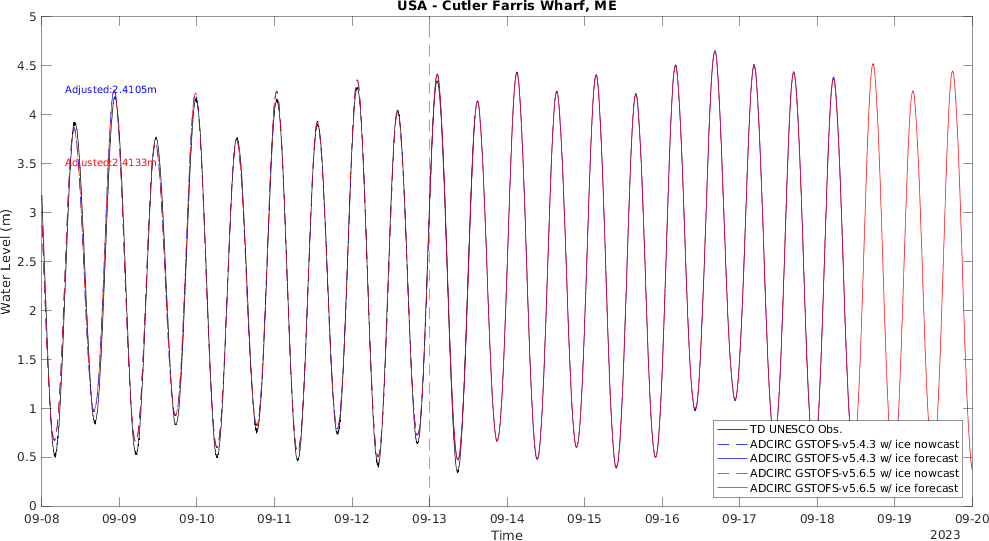 USA - Cutler Farris Wharf, ME
5
4.5
4
3.5
3
2.5
2
1.5
1
0.5
0
Water Level (m)
Adjusted:2.4105m
Adjusted:2.4133m
TD UNESCO Obs.
ADCIRC GSTOFS-v5.4.3 w/ ice nowcast
ADCIRC GSTOFS-v5.4.3 w/ ice forecast
ADCIRC GSTOFS-v5.6.5 w/ ice nowcast
ADCIRC GSTOFS-v5.6.5 w/ ice forecast
09-08 09-09 09-10 09-11 09-12 09-13 09-14 09-15 09-16 09-17 09-18 09-19 09-20
Time
2023